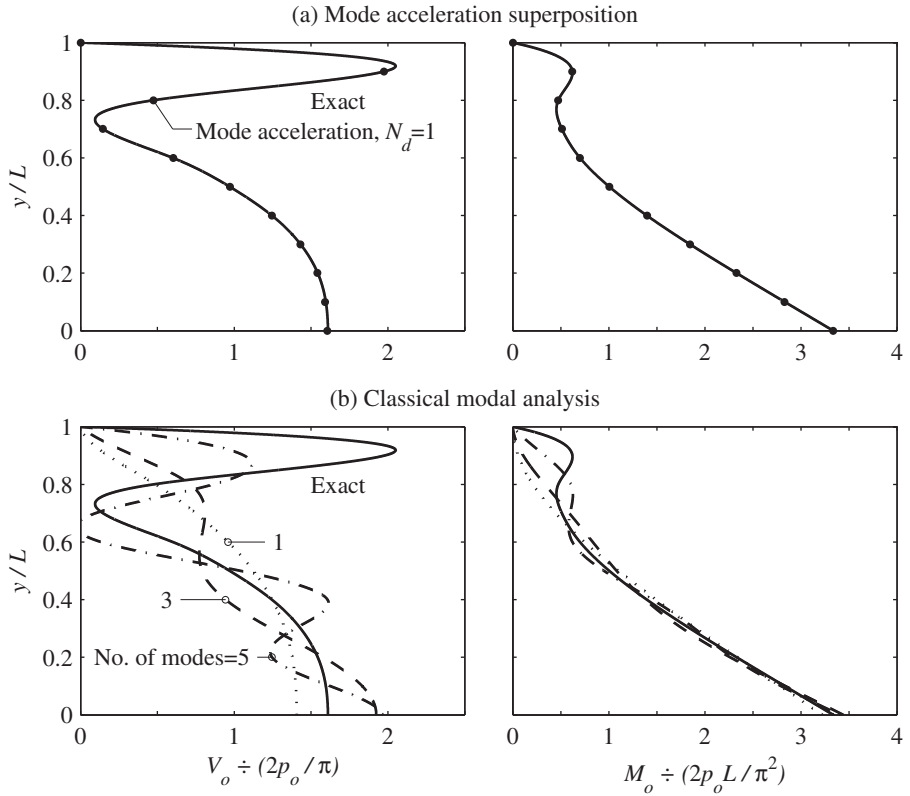 (a) Mode acceleration superposition
1
0.8
0.6
0.4
0.2
0
y / L
Exact
Mode acceleration, N_d=1
0 1 2
0 1 2 3 4
(b) Classical modal analysis
1
0.8
0.6
0.4
0.2
0
y / L
Exact
1
3
No. of modes=5
0 1 2
V_o ÷ (2p_o / π)
0 1 2 3 4
M_o ÷ (2p_o L / π²)